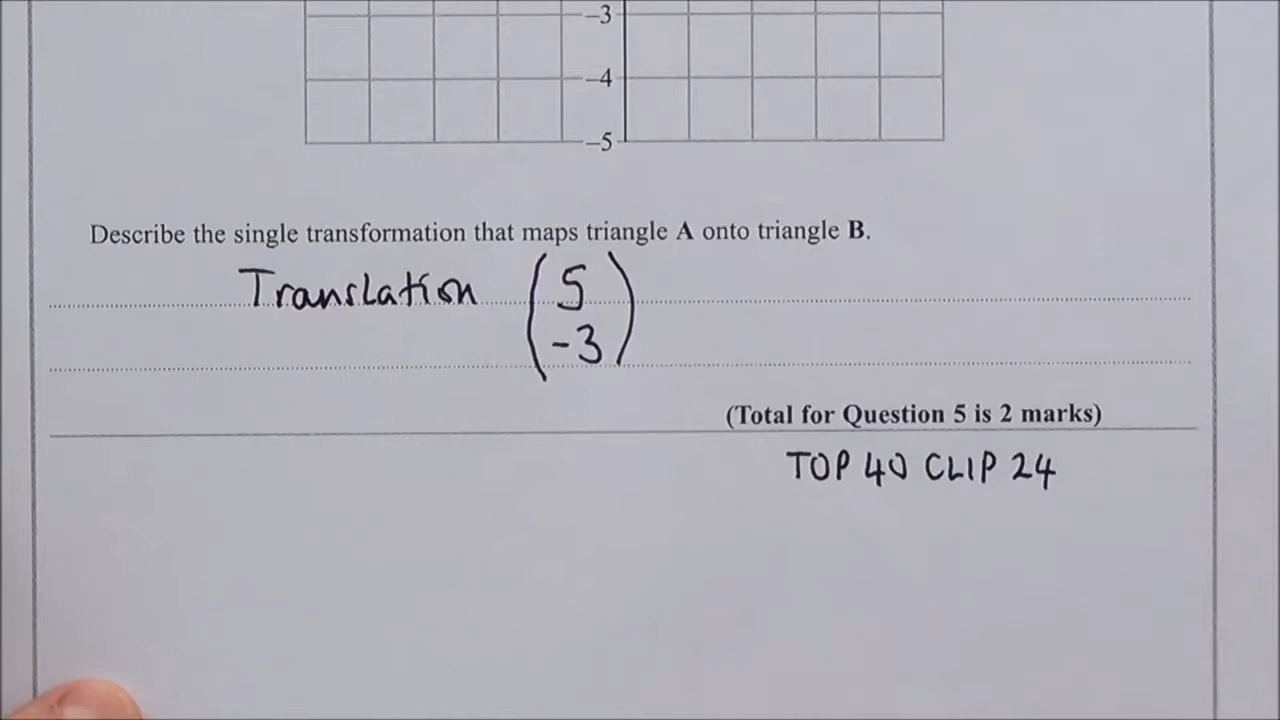 –3
–4
–5
Describe the single transformation that maps triangle A onto triangle B.
Translation (5
-3)
(Total for Question 5 is 2 marks)
TOP 40 CLIP 24